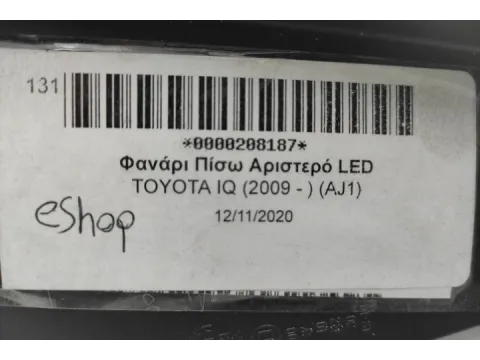 131
*0000208187*
Φανάρι Πίσω Αριστερό LED
TOYOTA IQ (2009 - ) (AJ1)
eShop
12/11/2020